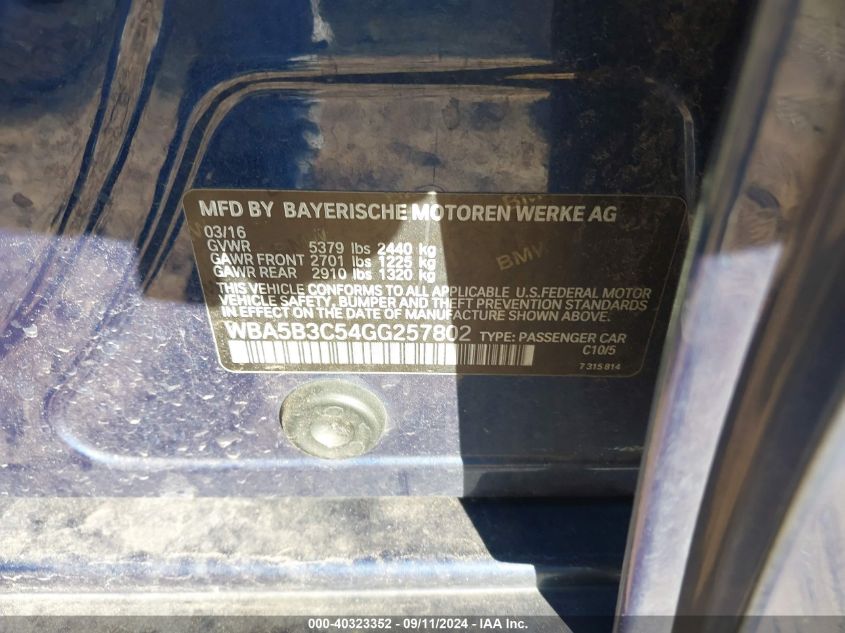 MFD BY BAYERISCHE MOTOREN WERKE AG
03/16
GVWR 5379 lbs 2440 kg
GAWR FRONT 2701 lbs 1225 kg
GAWR REAR 2910 lbs 1320 kg
THIS VEHICLE CONFORMS TO ALL APPLICABLE U.S.FEDERAL MOTOR
VEHICLE SAFETY, BUMPER AND THEFT PREVENTION STANDARDS
IN EFFECT ON THE DATE OF MANUFACTURE SHOWN ABOVE.
WBA5B3C54GG257802 TYPE: PASSENGER CAR
C10/5
7 315 814
000-40323352 - 09/11/2024 - IAA Inc.